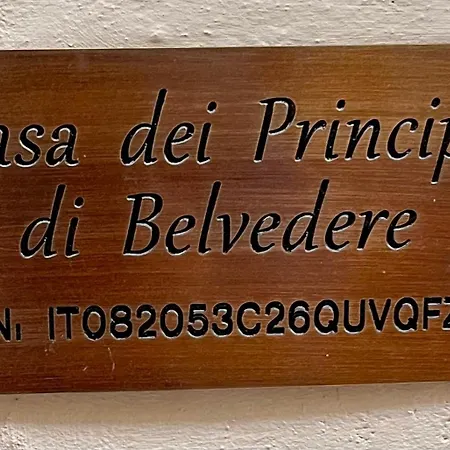 asa dei Princip
di Belvedere
N: IT082053C26QUVQFZ